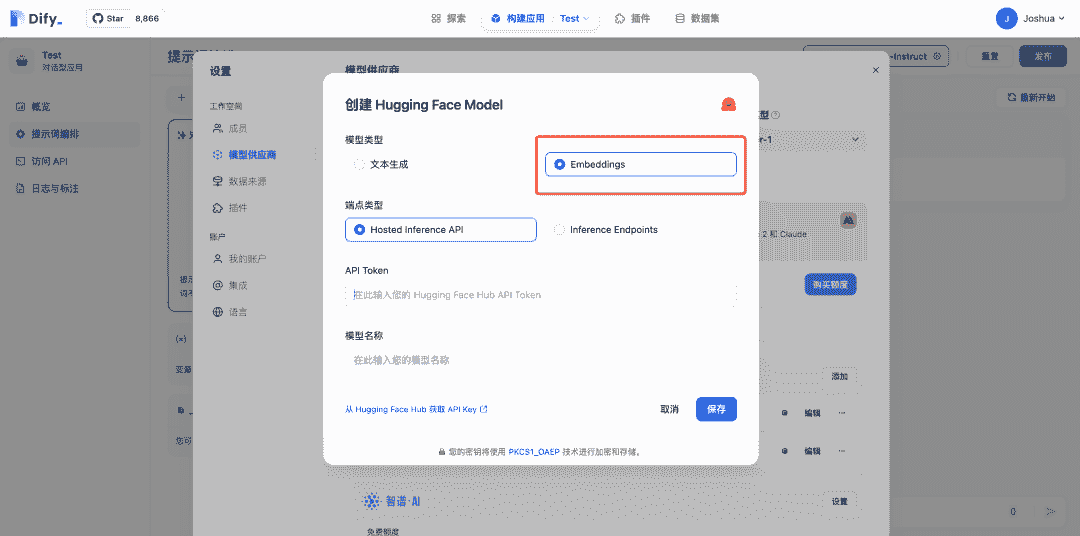 Dify_
Star 8,866
探索
构建应用 Test
插件
数据集
J Joshua
Test
对话型应用
概览
提示词编排
访问 API
日志与标注
-Instruct
重置
发布
重新开始
设置
工作空间
成员
模型供应商
数据来源
插件
账户
我的账户
集成
语言
模型供应商
创建 Hugging Face Model
模型类型
文本生成
Embeddings
端点类型
Hosted Inference API
Inference Endpoints
API Token
在此输入您的 Hugging Face Hub API Token
模型名称
在此输入您的模型名称
从 Hugging Face Hub 获取 API Key
取消
保存
您的密钥将使用 PKCS1_OAEP 技术进行加密和存储。
2 和 Claude
购买额度
添加
编辑
编辑
智谱·AI
设置
免费额度
0